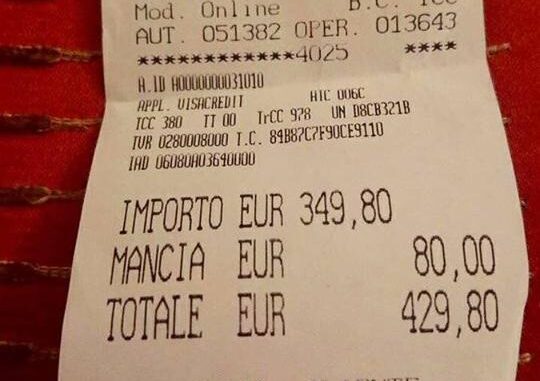 Mod. Online B.C. ICC
AUT. 051382 OPER. 013643
************4025 ****
A.ID A0000000031010
APPL. VISACREDIT ATC 006C
TCC 380 TT 00 TrCC 978 UN D8CB321B
TVR 0280008000 T.C. 84B87C7F90CE9110
IAD 06080A03640000
IMPORTO EUR 349,80
MANCIA EUR 80,00
TOTALE EUR 429,80